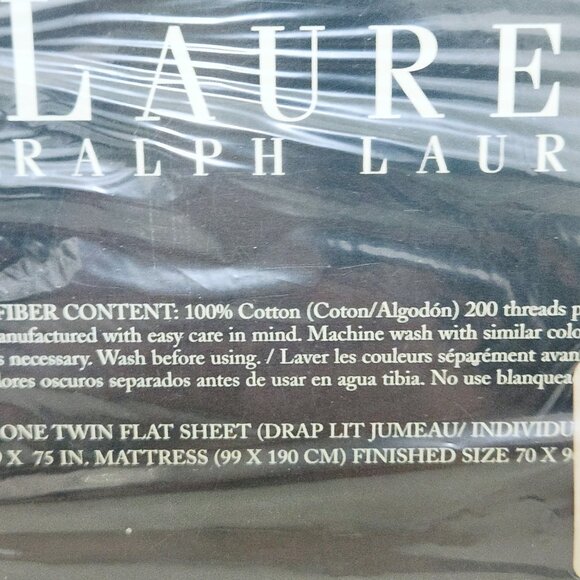 LAURE
RALPH LAUR
FIBER CONTENT: 100% Cotton (Coton/Algodón) 200 threads p
anufactured with easy care in mind. Machine wash with similar colo
s necessary. Wash before using. / Laver les couleurs séparément avan
lores oscuros separados antes de usar en agua tibia. No use blanquea
ONE TWIN FLAT SHEET (DRAP LIT JUMEAU/ INDIVIDU
X 75 IN. MATTRESS (99 X 190 CM) FINISHED SIZE 70 X 9